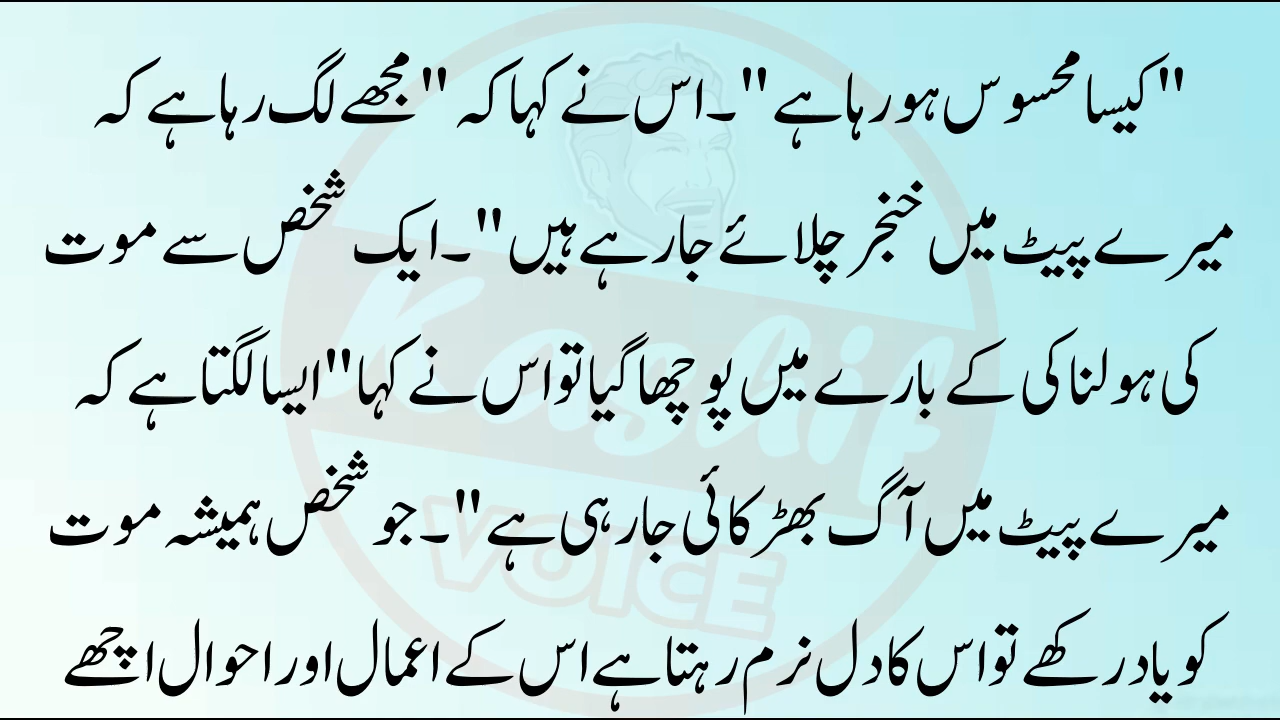 "کیسا محسوس ہو رہا ہے"۔ اس نے کہا کہ "مجھے لگ رہا ہے کہ
میرے پیٹ میں خنجر چلائے جا رہے ہیں"۔ ایک شخص سے موت
کی ہولناکی کے بارے میں پوچھا گیا تو اس نے کہا "ایسا لگتا ہے کہ
میرے پیٹ میں آگ بھڑکائی جا رہی ہے"۔ جو شخص ہمیشہ موت
کو یاد رکھے تو اس کا دل نرم رہتا ہے اس کے اعمال اور احوال اچھے
Kashif
VOICE